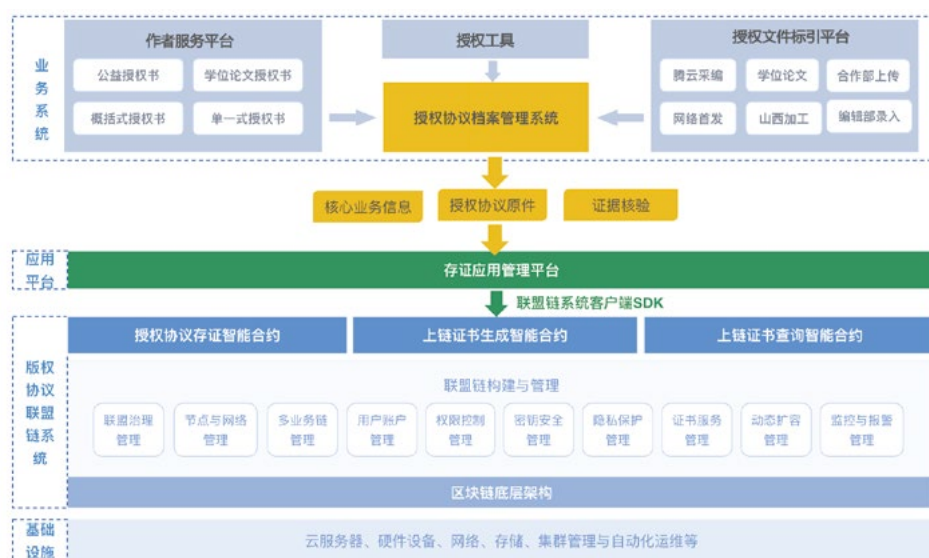 业务系统
作者服务平台
公益授权书
学位论文授权书
概括式授权书
单一式授权书
授权工具
授权协议档案管理系统
授权文件标引平台
腾云采编
学位论文
合作部上传
网络首发
山西加工
编辑部录入
核心业务信息
授权协议原件
证据核验
应用
平台
存证应用管理平台
联盟链系统客户端SDK
版权
协议
联盟
链系
统
授权协议存证智能合约
上链证书生成智能合约
上链证书查询智能合约
联盟链构建与管理
联盟治理
管理
节点与网络
管理
多业务链
管理
用户账户
管理
权限控制
管理
密钥安全
管理
隐私保护
管理
证书服务
管理
动态扩容
管理
监控与报警
管理
区块链底层架构
基础
设施
云服务器、硬件设备、网络、存储、集群管理与自动化运维等